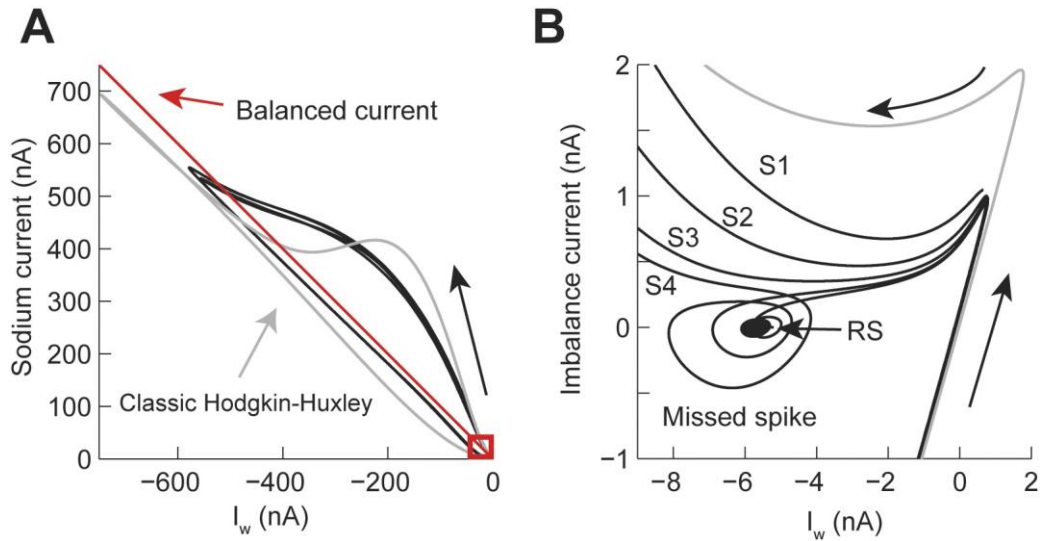 A
Sodium current (nA)
700
600
500
400
300
200
100
0
Balanced current
Classic Hodgkin-Huxley
−600
−400
−200
0
I_w (nA)
B
Imbalance current (nA)
2
1
0
−1
S1
S2
S3
S4
RS
Missed spike
−8
−6
−4
−2
0
2
I_w (nA)